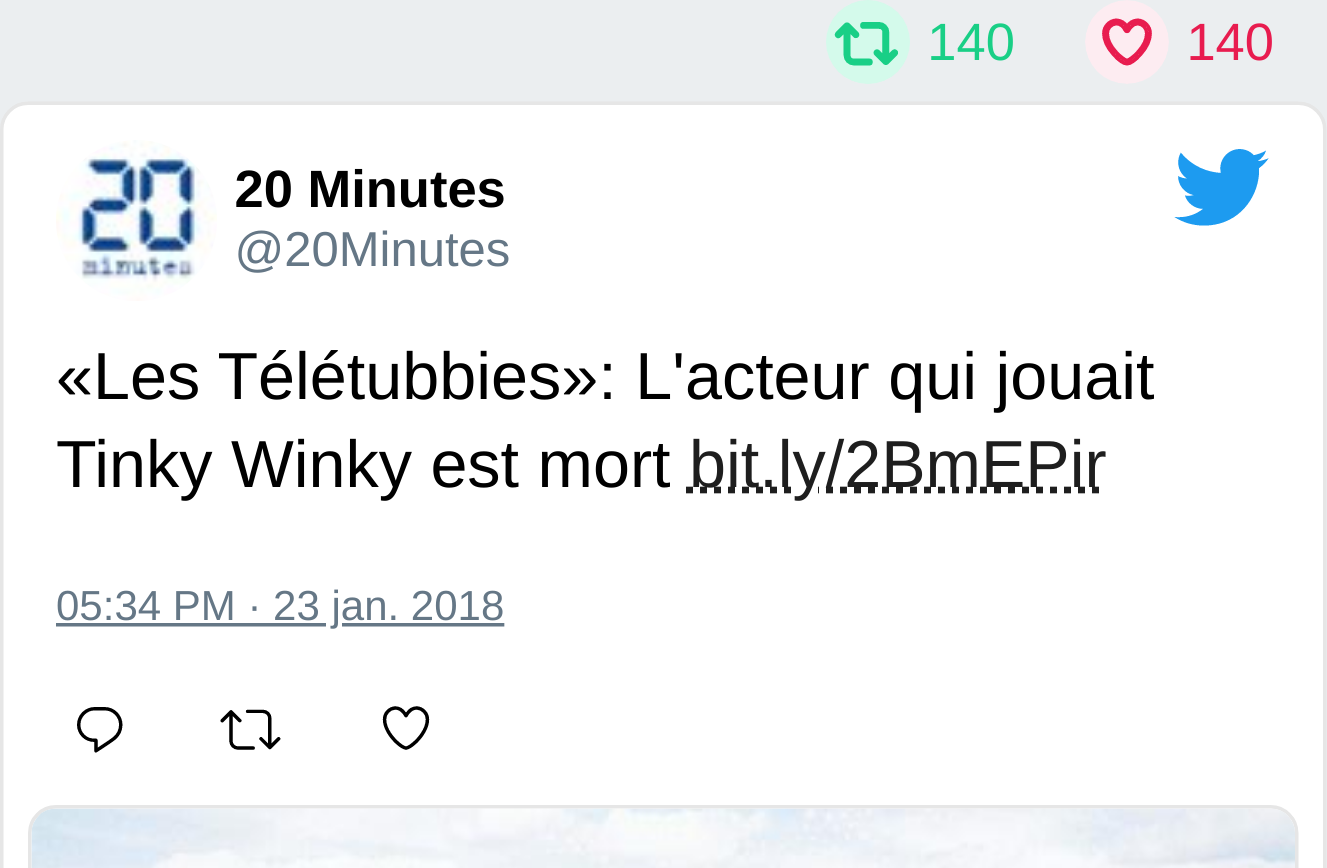 140 140
20 minutes
20 Minutes
@20Minutes
«Les Télétubbies»: L'acteur qui jouait
Tinky Winky est mort bit.ly/2BmEPir
05:34 PM · 23 jan. 2018